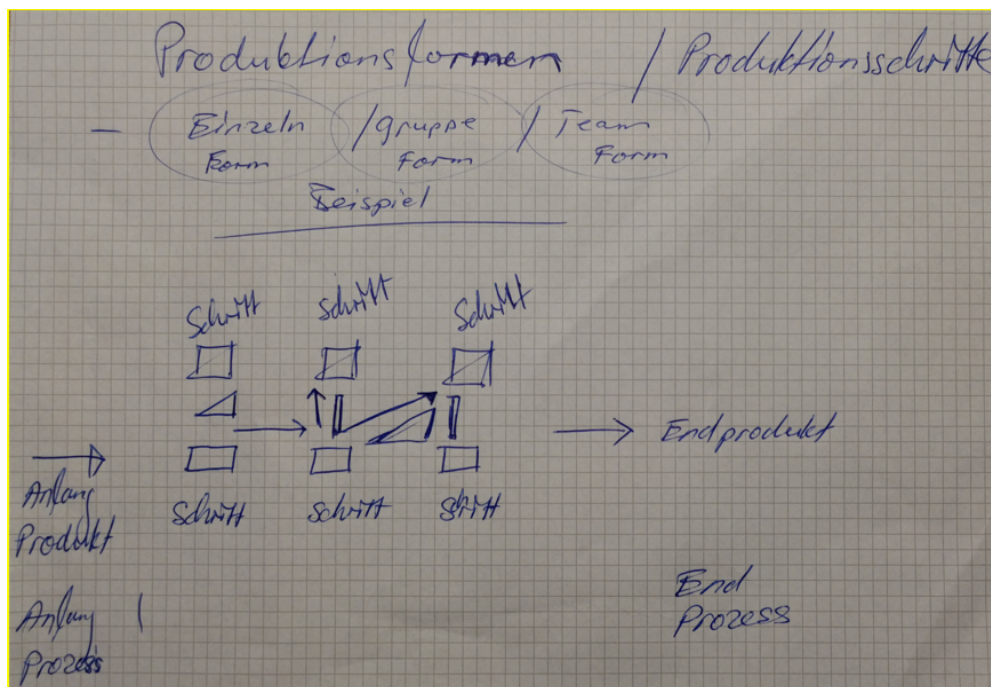 Produktionsformen / Produktionsschritte
– Einzeln / gruppe / Team
Form Form Form
Beispiel
Schritt Schritt Schritt
→ Endprodukt
Anfang
Produkt
Schritt Schritt Schritt
End
Prozess
Anfang |
Prozess